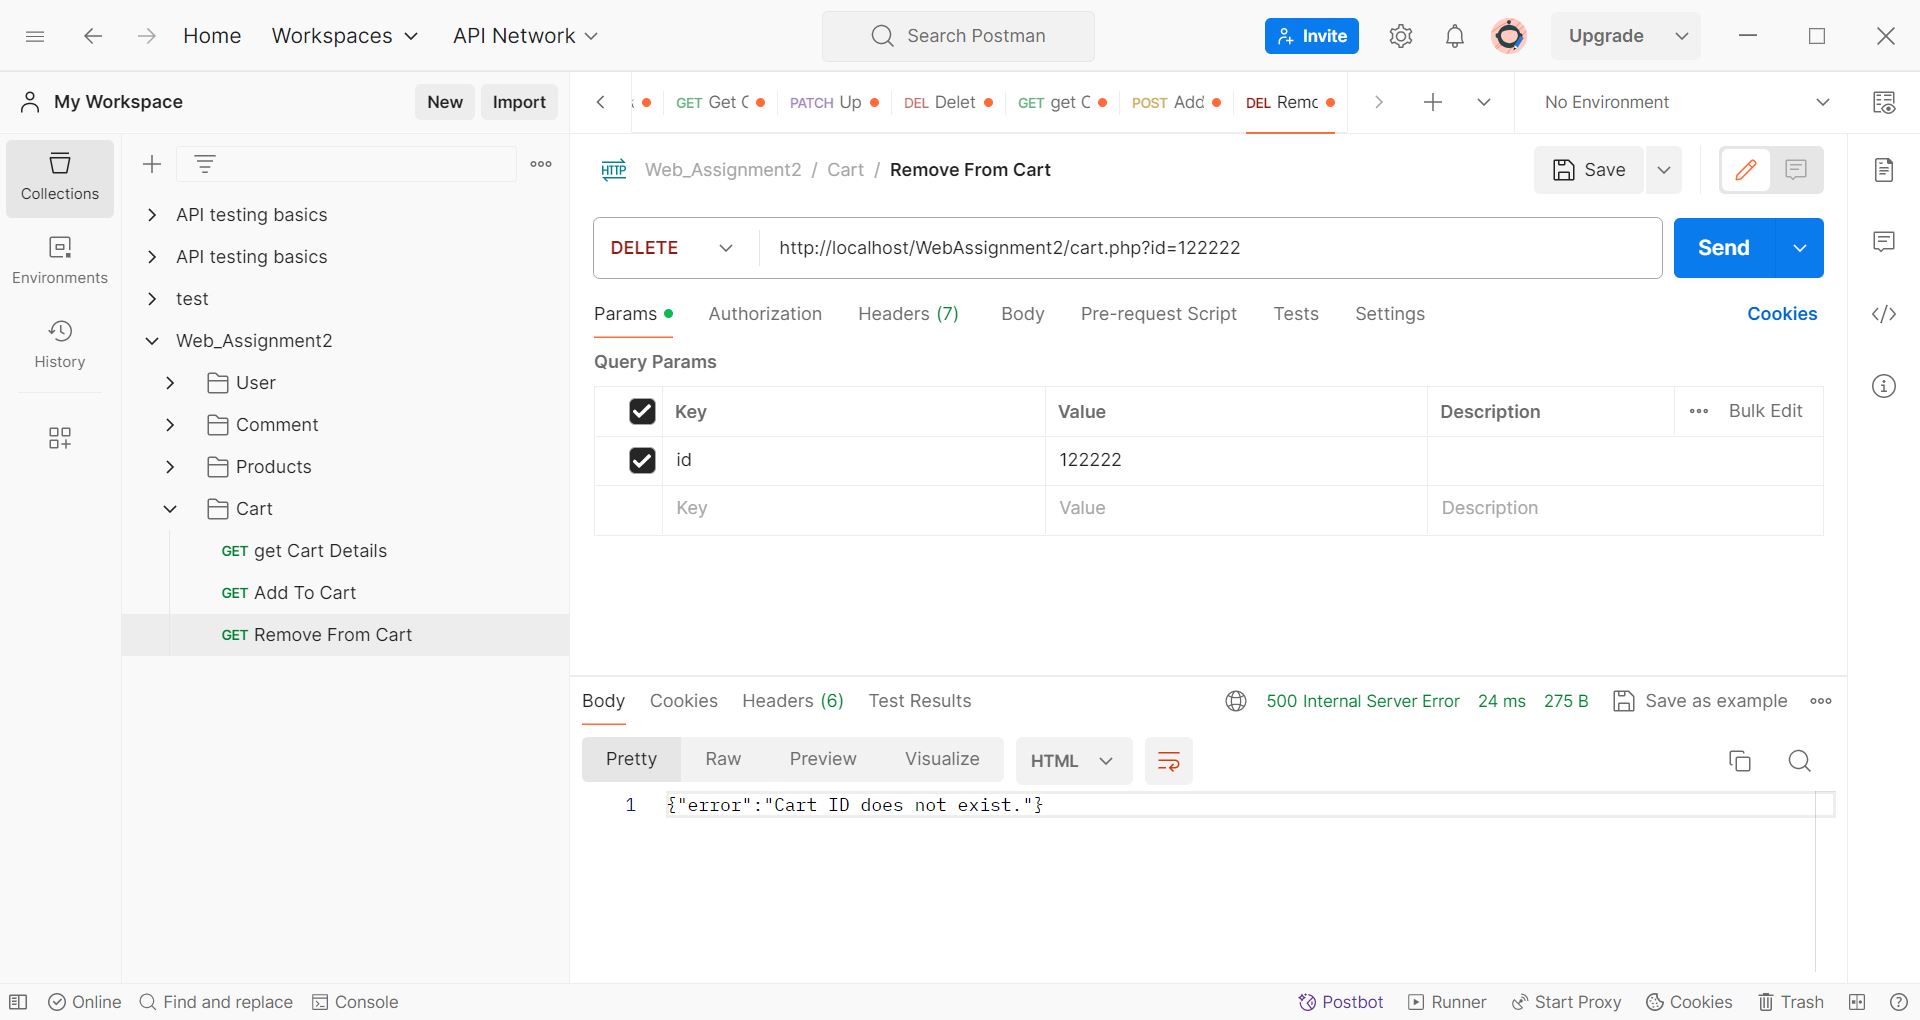 Home Workspaces API Network Search Postman Invite Upgrade
My Workspace New Import GET Get C PATCH Up DEL Delet GET get C POST Add DEL Remc No Environment
Collections
Environments
History
API testing basics
API testing basics
test
Web_Assignment2
User
Comment
Products
Cart
GET get Cart Details
GET Add To Cart
GET Remove From Cart
HTTP Web_Assignment2 / Cart / Remove From Cart Save
DELETE http://localhost/WebAssignment2/cart.php?id=122222 Send
Params Authorization Headers (7) Body Pre-request Script Tests Settings Cookies
Query Params
Key Value Description Bulk Edit
id 122222
Key Value Description
Body Cookies Headers (6) Test Results 500 Internal Server Error 24 ms 275 B Save as example
Pretty Raw Preview Visualize HTML
1 {"error":"Cart ID does not exist."}
Online Find and replace Console Postbot Runner Start Proxy Cookies Trash